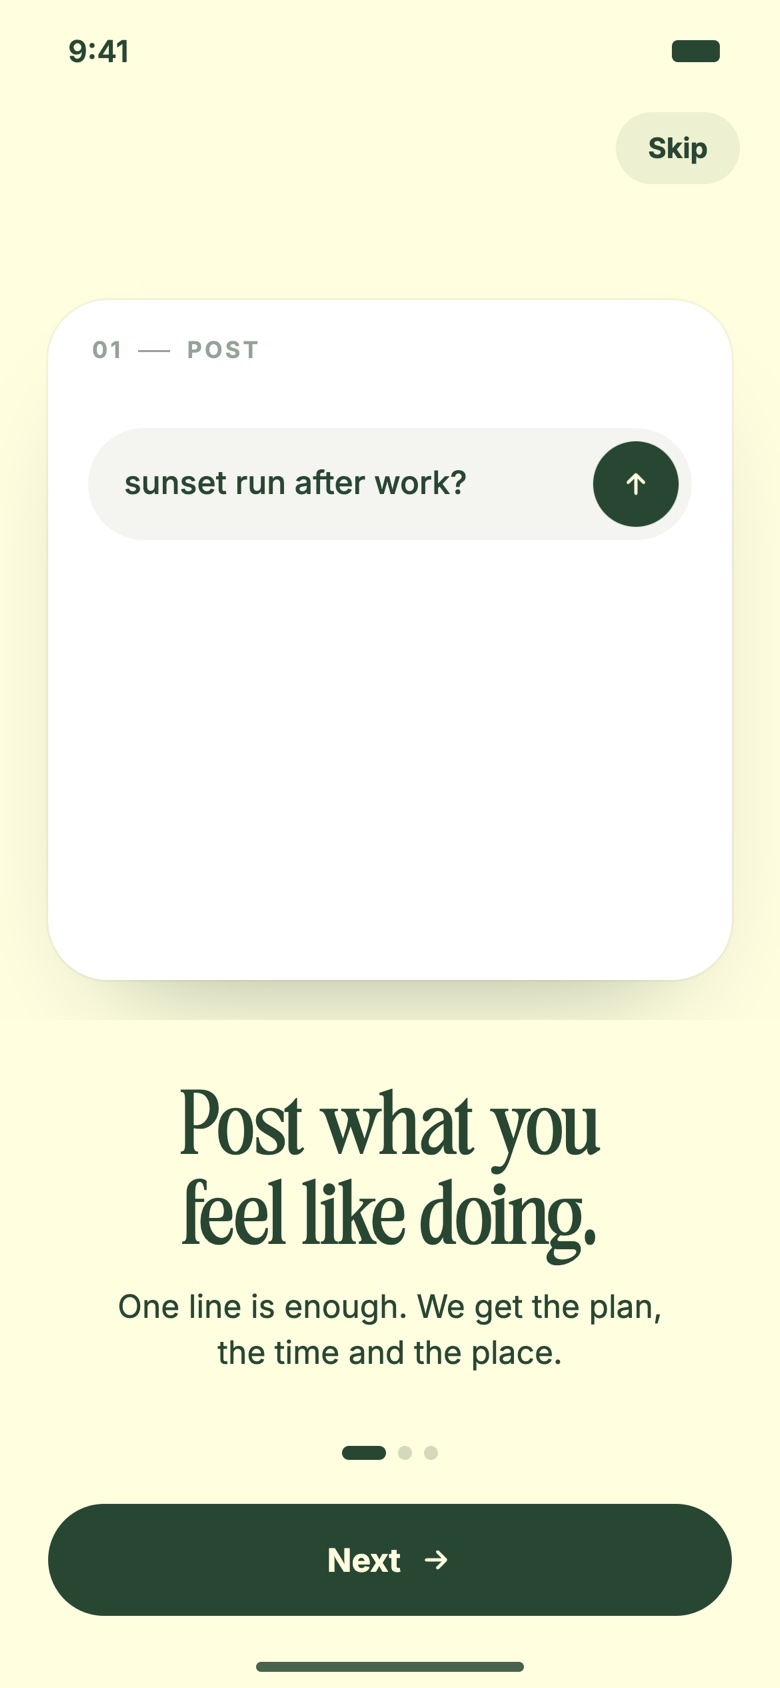 9:41
Skip
01 — POST
sunset run after work?
Post what you
feel like doing.
One line is enough. We get the plan,
the time and the place.
Next →